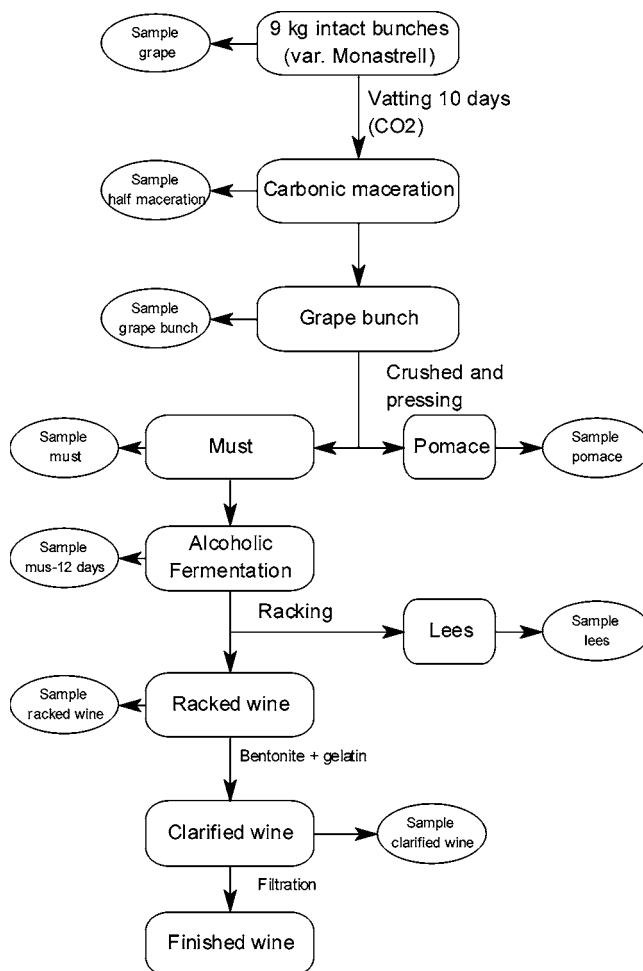 Sample
grape
9 kg intact bunches
(var. Monastrell)
Vatting 10 days
(CO2)
Sample
half maceration
Carbonic maceration
Sample
grape bunch
Grape bunch
Crushed and
pressing
Sample
must
Must
Pomace
Sample
pomace
Sample
mus-12 days
Alcoholic
Fermentation
Racking
Lees
Sample
lees
Sample
racked wine
Racked wine
Bentonite + gelatin
Clarified wine
Sample
clarified wine
Filtration
Finished wine